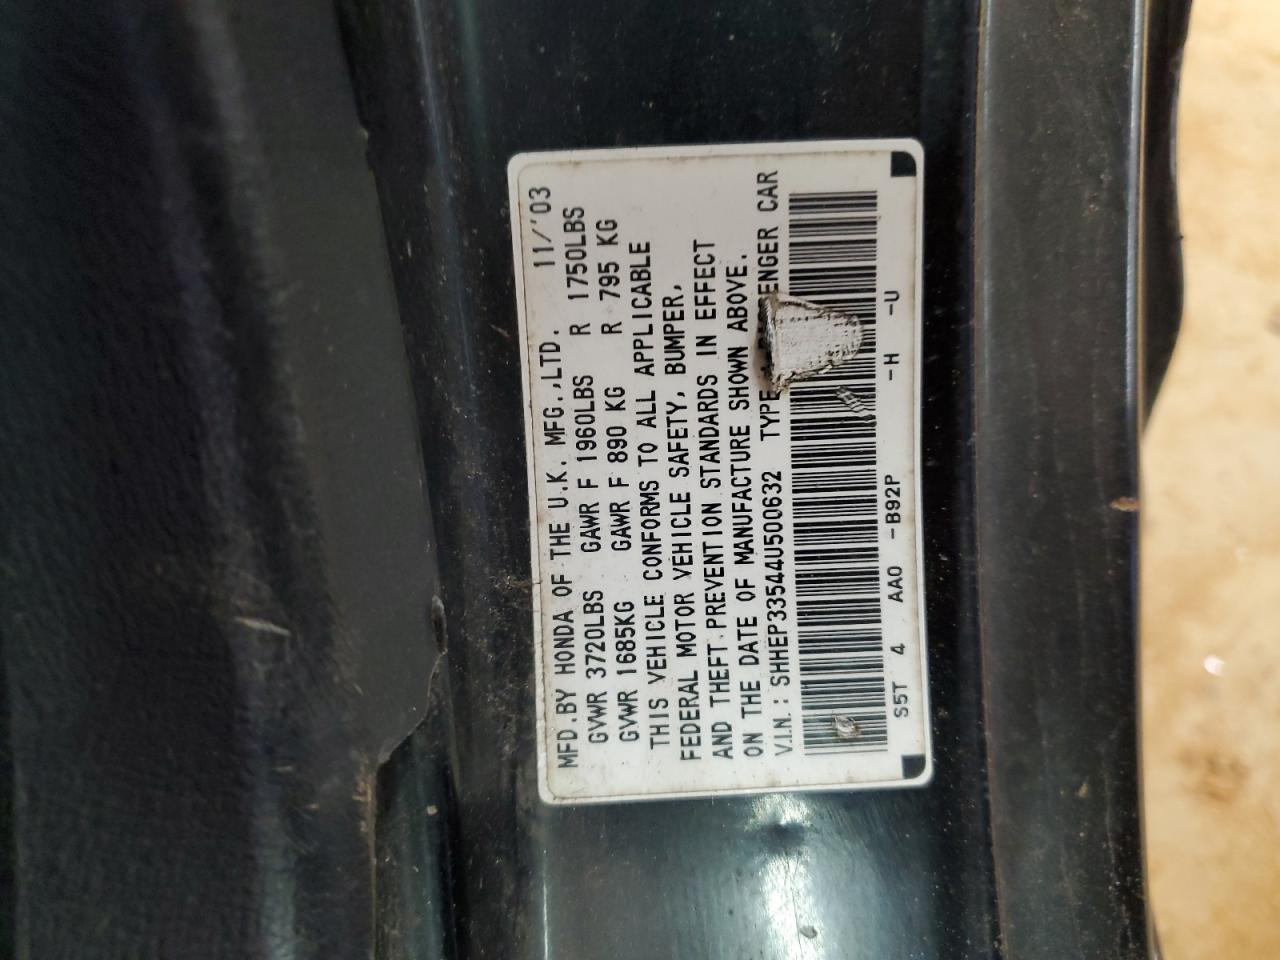 MFD.BY HONDA OF THE U.K. MFG.,LTD. 11/'03
GVWR 3720LBS GAWR F 1960LBS R 1750LBS
GVWR 1685KG GAWR F 890 KG R 795 KG
THIS VEHICLE CONFORMS TO ALL APPLICABLE
FEDERAL MOTOR VEHICLE SAFETY, BUMPER,
AND THEFT PREVENTION STANDARDS IN EFFECT
ON THE DATE OF MANUFACTURE SHOWN ABOVE.
V.I.N.: SHHEP33544U500632 TYPE ENGER CAR
S5T 4 AA0 -B92P -H -U